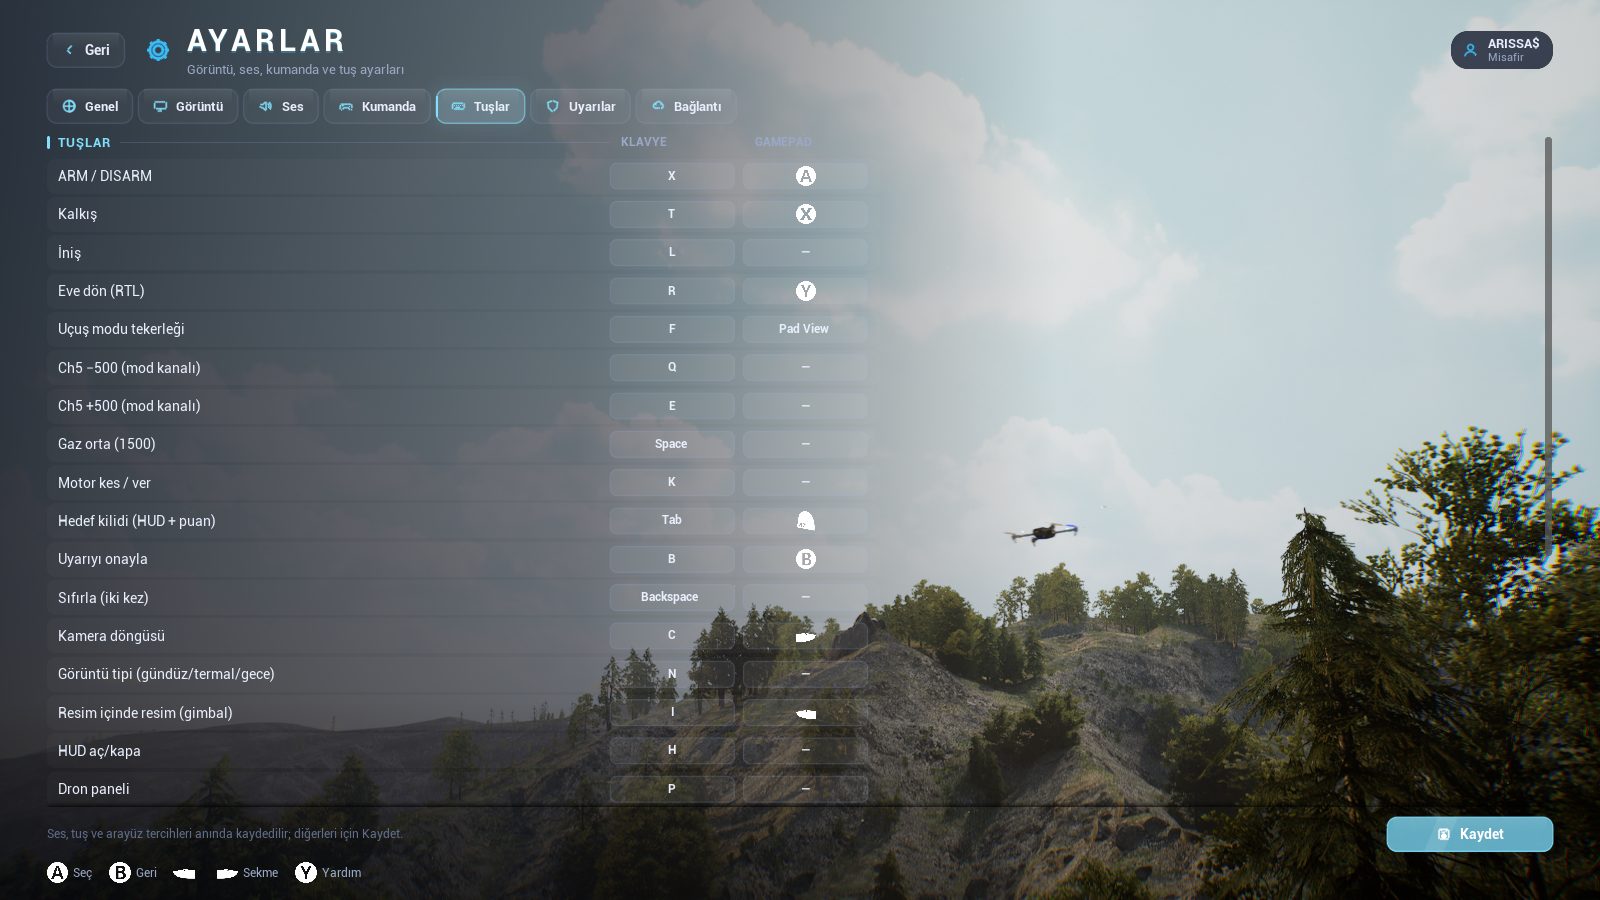 Geri
AYARLAR
Görüntü, ses, kumanda ve tuş ayarları
ARISSA$
Misafir
Genel Görüntü Ses Kumanda Tuşlar Uyarılar Bağlantı
TUŞLAR KLAVYE GAMEPAD
ARM / DISARM X A
Kalkış T X
İniş L –
Eve dön (RTL) R Y
Uçuş modu tekerleği F Pad View
Ch5 −500 (mod kanalı) Q –
Ch5 +500 (mod kanalı) E –
Gaz orta (1500) Space –
Motor kes / ver K –
Hedef kilidi (HUD + puan) Tab
Uyarıyı onayla B B
Sıfırla (iki kez) Backspace –
Kamera döngüsü C
Görüntü tipi (gündüz/termal/gece) N –
Resim içinde resim (gimbal) I
HUD aç/kapa H –
Dron paneli P –
Ses, tuş ve arayüz tercihleri anında kaydedilir; diğerleri için Kaydet.
Kaydet
A Seç B Geri Sekme Y Yardım